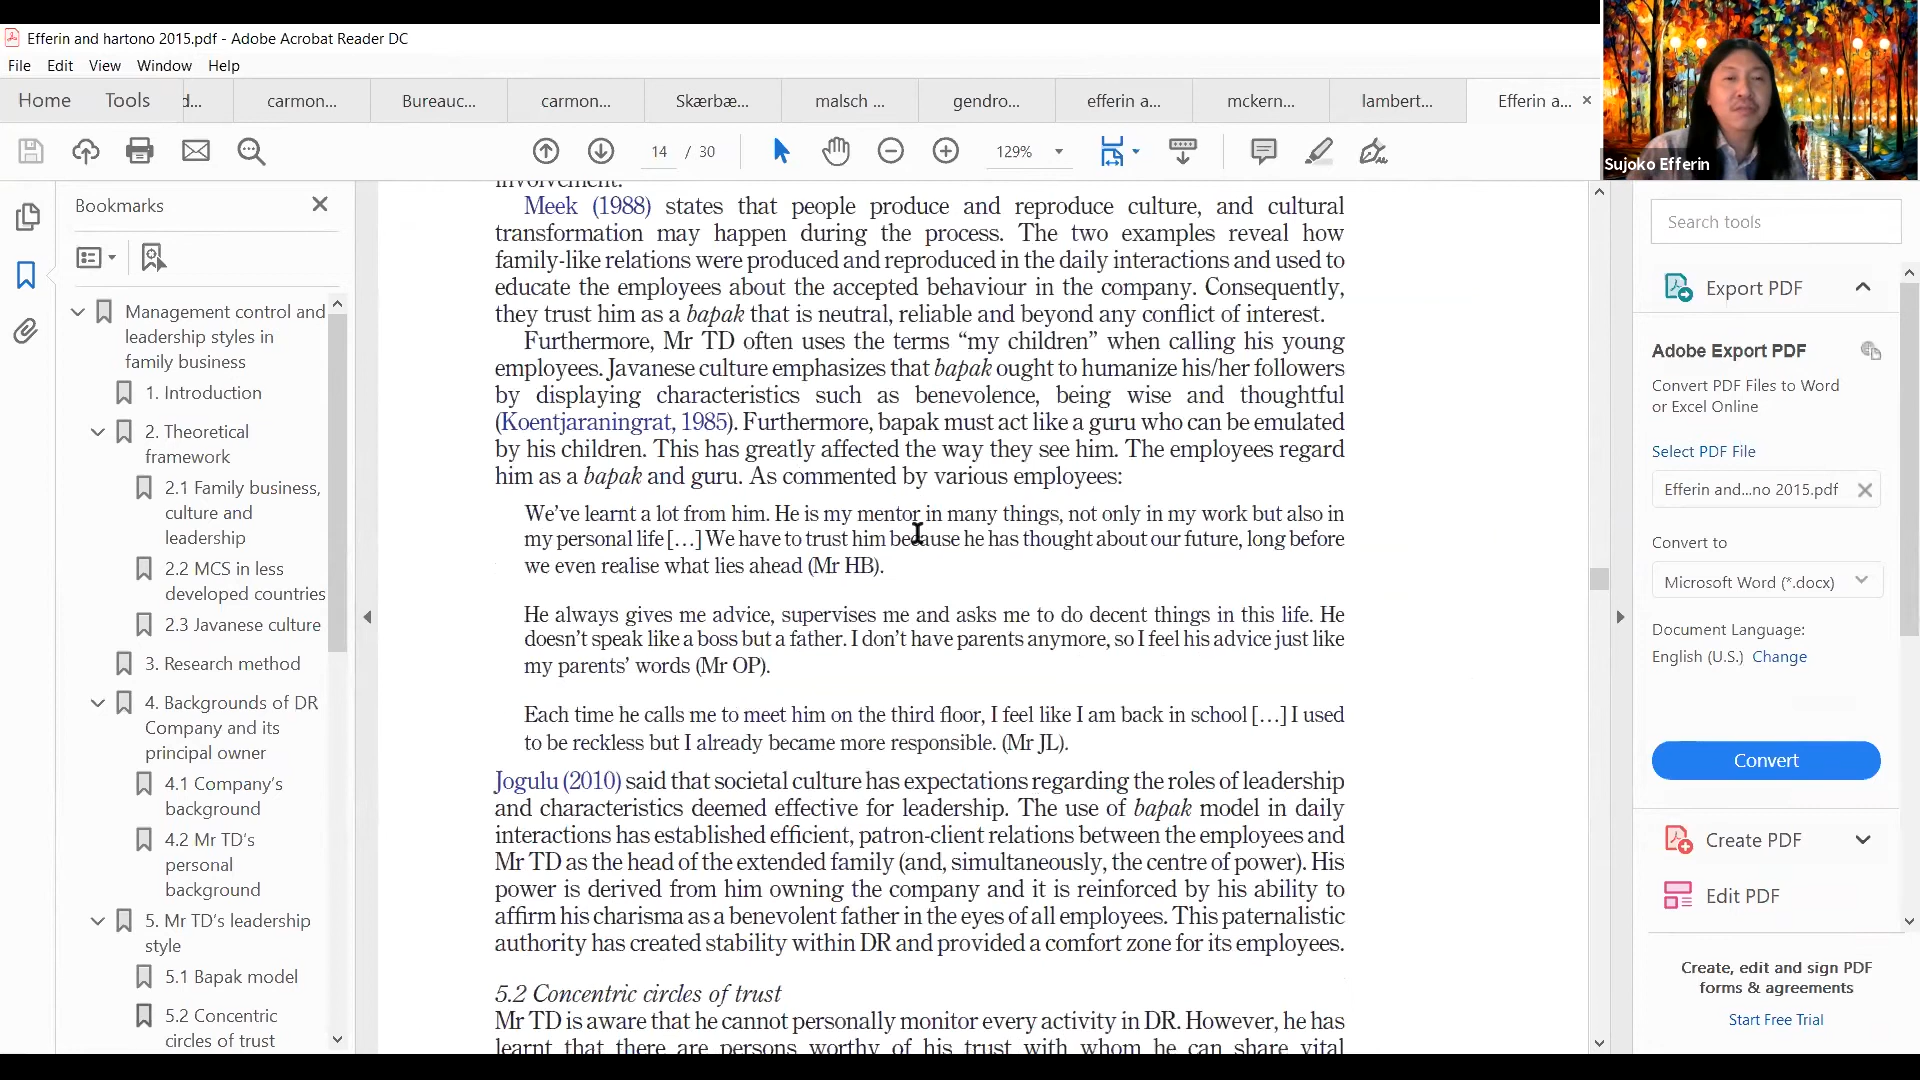 Efferin and hartono 2015.pdf - Adobe Acrobat Reader DC
File Edit View Window Help
Home Tools d... carmon... Bureauc... carmon... Skærbæ... malsch ... gendro... efferin a... mckern... lambert... Efferin a...
14 / 30 129%
Sujoko Efferin
Bookmarks
Management control and
leadership styles in
family business
1. Introduction
2. Theoretical
framework
2.1 Family business,
culture and
leadership
2.2 MCS in less
developed countries
2.3 Javanese culture
3. Research method
4. Backgrounds of DR
Company and its
principal owner
4.1 Company's
background
4.2 Mr TD's
personal
background
5. Mr TD's leadership
style
5.1 Bapak model
5.2 Concentric
circles of trust
involvement.
Meek (1988) states that people produce and reproduce culture, and cultural
transformation may happen during the process. The two examples reveal how
family-like relations were produced and reproduced in the daily interactions and used to
educate the employees about the accepted behaviour in the company. Consequently,
they trust him as a bapak that is neutral, reliable and beyond any conflict of interest.
Furthermore, Mr TD often uses the terms “my children” when calling his young
employees. Javanese culture emphasizes that bapak ought to humanize his/her followers
by displaying characteristics such as benevolence, being wise and thoughtful
(Koentjaraningrat, 1985). Furthermore, bapak must act like a guru who can be emulated
by his children. This has greatly affected the way they see him. The employees regard
him as a bapak and guru. As commented by various employees:
We’ve learnt a lot from him. He is my mentor in many things, not only in my work but also in
my personal life [...] We have to trust him because he has thought about our future, long before
we even realise what lies ahead (Mr HB).
He always gives me advice, supervises me and asks me to do decent things in this life. He
doesn’t speak like a boss but a father. I don’t have parents anymore, so I feel his advice just like
my parents’ words (Mr OP).
Each time he calls me to meet him on the third floor, I feel like I am back in school [...] I used
to be reckless but I already became more responsible. (Mr JL).
Jogulu (2010) said that societal culture has expectations regarding the roles of leadership
and characteristics deemed effective for leadership. The use of bapak model in daily
interactions has established efficient, patron-client relations between the employees and
Mr TD as the head of the extended family (and, simultaneously, the centre of power). His
power is derived from him owning the company and it is reinforced by his ability to
affirm his charisma as a benevolent father in the eyes of all employees. This paternalistic
authority has created stability within DR and provided a comfort zone for its employees.
5.2 Concentric circles of trust
Mr TD is aware that he cannot personally monitor every activity in DR. However, he has
learnt that there are persons worthy of his trust with whom he can share vital
Search tools
Export PDF
Adobe Export PDF
Convert PDF Files to Word
or Excel Online
Select PDF File
Efferin and...no 2015.pdf
Convert to
Microsoft Word (*.docx)
Document Language:
English (U.S.) Change
Convert
Create PDF
Edit PDF
Create, edit and sign PDF
forms & agreements
Start Free Trial